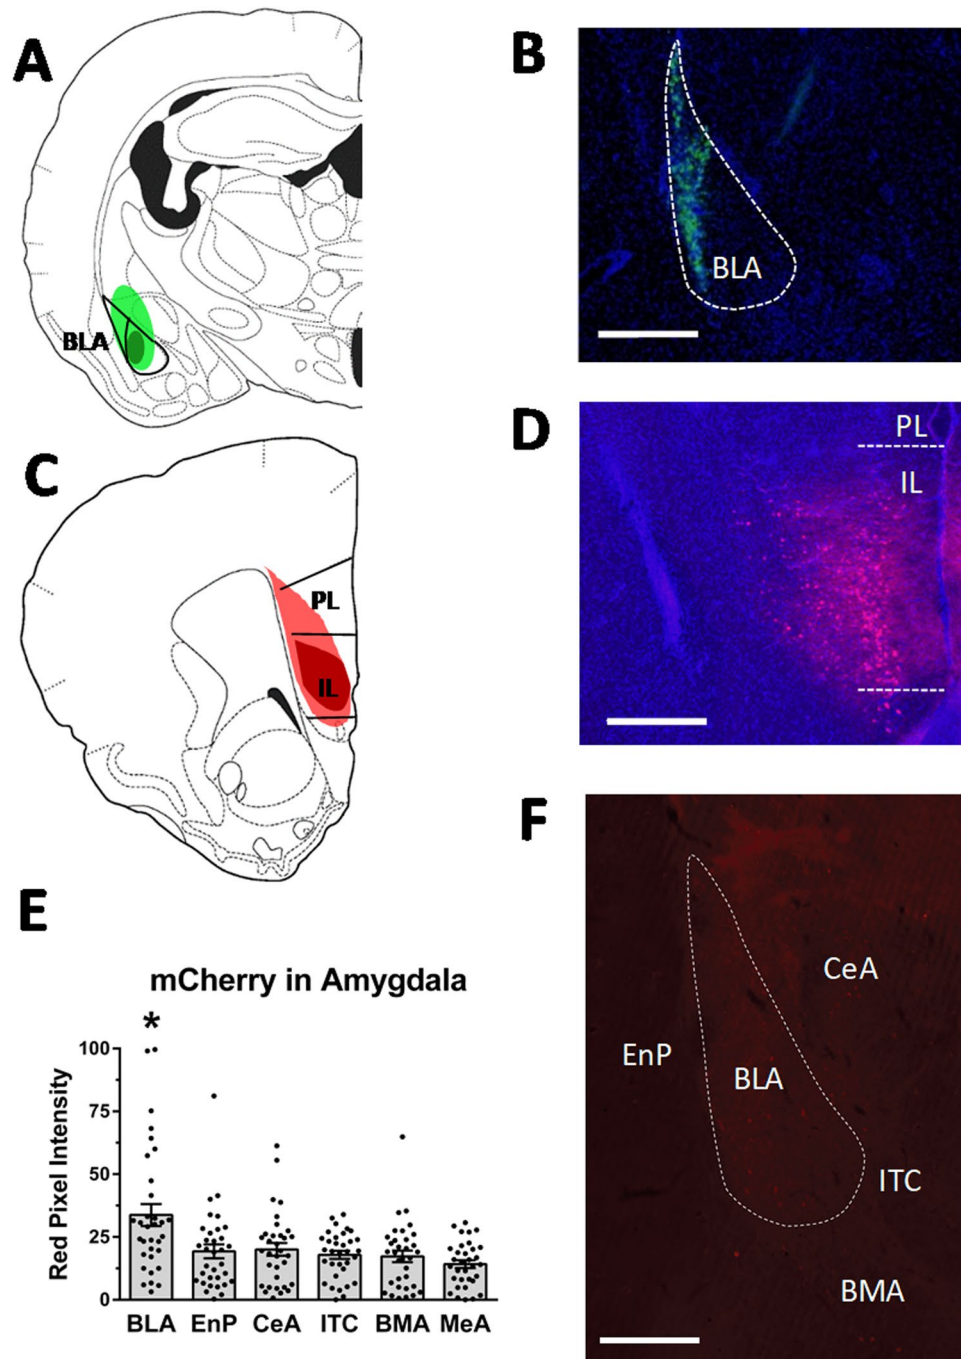 A
BLA
B
BLA
C
PL
IL
D
PL
IL
E
mCherry in Amygdala
*
Red Pixel Intensity
100
75
50
25
0
BLA EnP CeA ITC BMA MeA
F
CeA
EnP
BLA
ITC
BMA